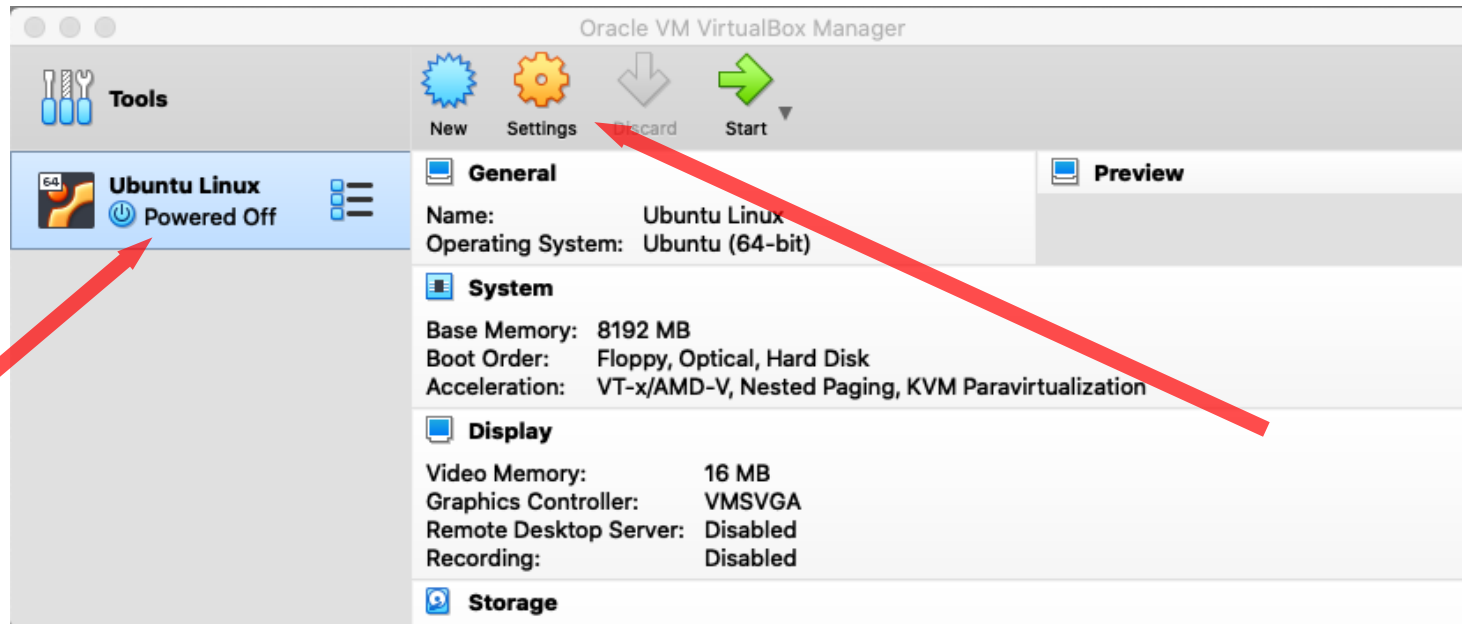 Oracle VM VirtualBox Manager
Tools
New Settings Discard Start
64
Ubuntu Linux
Powered Off
General
Name: Ubuntu Linux
Operating System: Ubuntu (64-bit)
Preview
System
Base Memory: 8192 MB
Boot Order: Floppy, Optical, Hard Disk
Acceleration: VT-x/AMD-V, Nested Paging, KVM Paravirtualization
Display
Video Memory: 16 MB
Graphics Controller: VMSVGA
Remote Desktop Server: Disabled
Recording: Disabled
Storage